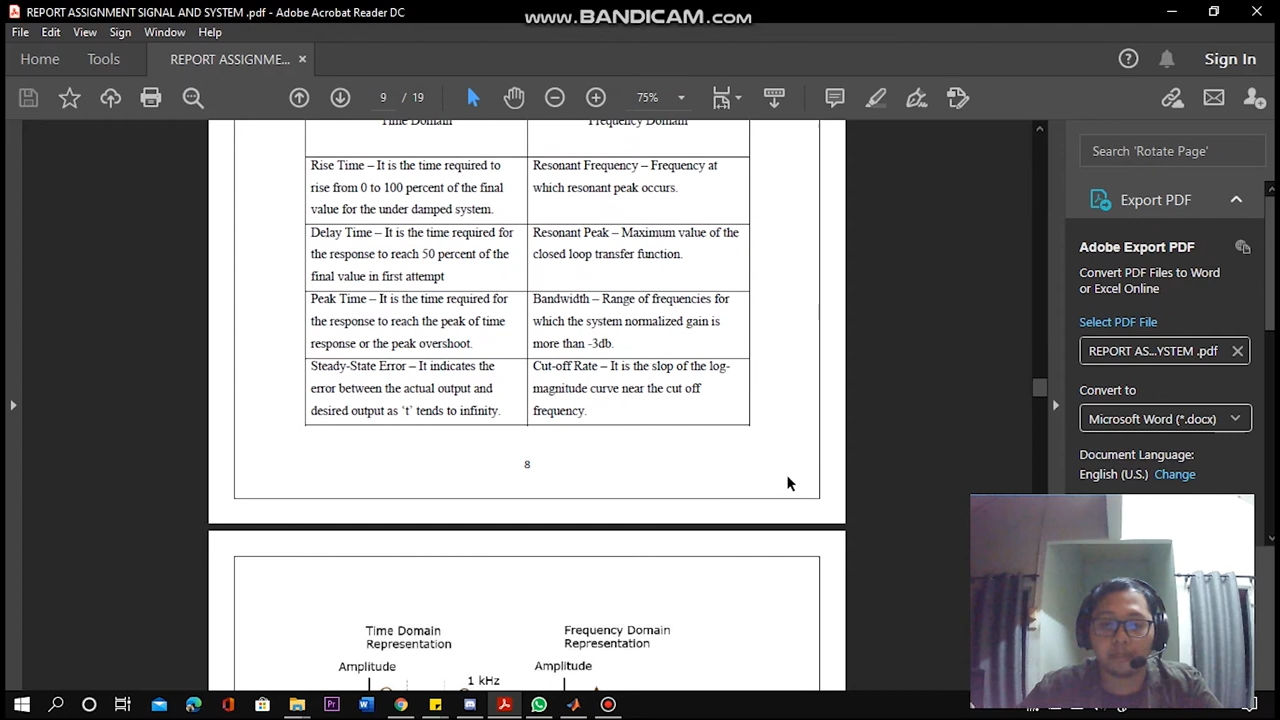 REPORT ASSIGNMENT SIGNAL AND SYSTEM .pdf - Adobe Acrobat Reader DC
www.BANDICAM.com
File Edit View Sign Window Help
Home Tools REPORT ASSIGNME... Sign In
9 / 19 75%
Time Domain Frequency Domain
Rise Time – It is the time required to
rise from 0 to 100 percent of the final
value for the under damped system.
Resonant Frequency – Frequency at
which resonant peak occurs.
Delay Time – It is the time required for
the response to reach 50 percent of the
final value in first attempt
Resonant Peak – Maximum value of the
closed loop transfer function.
Peak Time – It is the time required for
the response to reach the peak of time
response or the peak overshoot.
Bandwidth – Range of frequencies for
which the system normalized gain is
more than -3db.
Steady-State Error – It indicates the
error between the actual output and
desired output as ‘t’ tends to infinity.
Cut-off Rate – It is the slop of the log-
magnitude curve near the cut off
frequency.
8
Time Domain
Representation
Amplitude
1 kHz
Frequency Domain
Representation
Amplitude
Search 'Rotate Page'
Export PDF
Adobe Export PDF
Convert PDF Files to Word
or Excel Online
Select PDF File
REPORT AS...YSTEM .pdf
Convert to
Microsoft Word (*.docx)
Document Language:
English (U.S.) Change